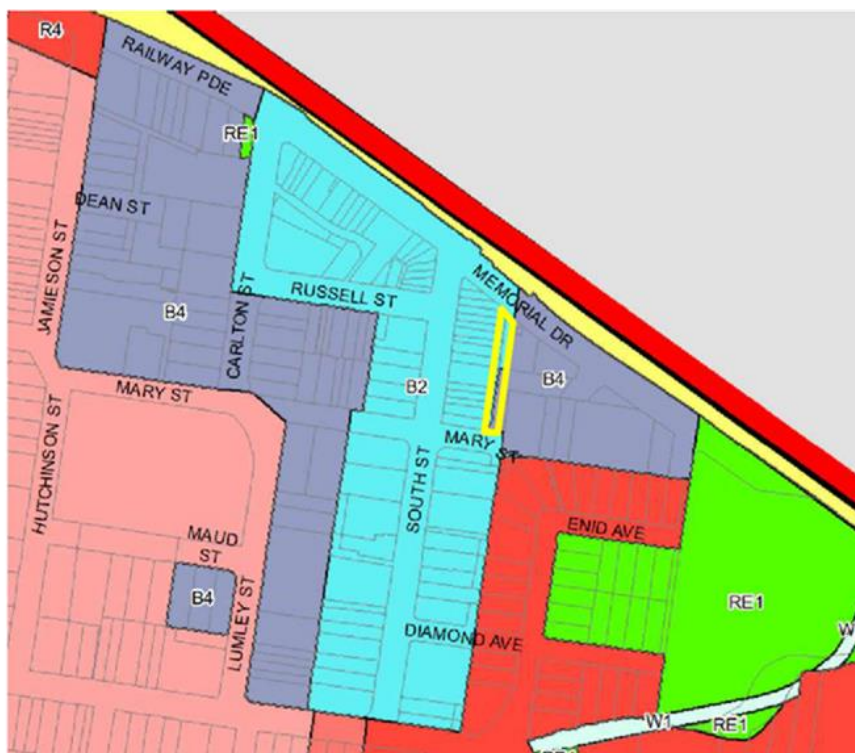 R4
RAILWAY PDE
RE1
DEAN ST
JAMIESON ST
B4
CARLTON ST
RUSSELL ST
MEMORIAL DR
B2
B4
MARY ST
MARY ST
HUTCHINSON ST
SOUTH ST
MAUD
ST
B4
LUMLEY ST
ENID AVE
DIAMOND AVE
RE1
W1
RE1